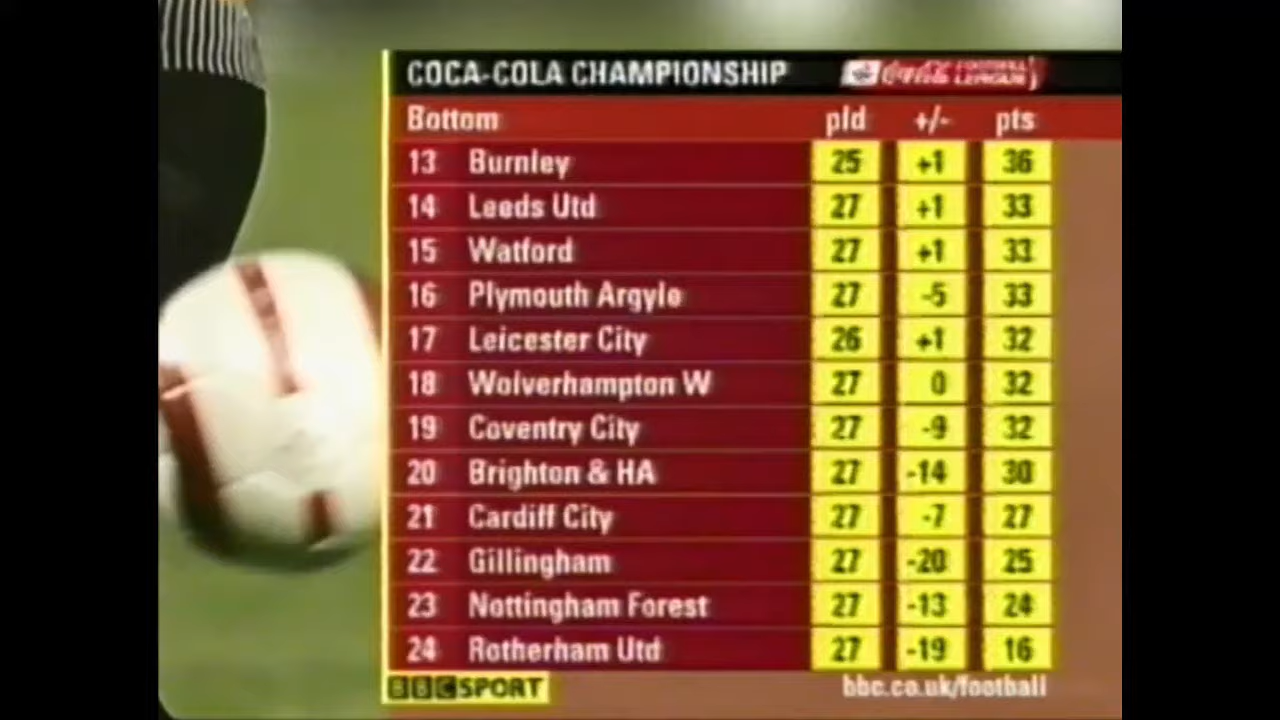 COCA-COLA CHAMPIONSHIP Coca-Cola FOOTBALL LEAGUE
Bottom pld +/- pts
13 Burnley 25 +1 36
14 Leeds Utd 27 +1 33
15 Watford 27 +1 33
16 Plymouth Argyle 27 -5 33
17 Leicester City 26 +1 32
18 Wolverhampton W 27 0 32
19 Coventry City 27 -9 32
20 Brighton & HA 27 -14 30
21 Cardiff City 27 -7 27
22 Gillingham 27 -20 25
23 Nottingham Forest 27 -13 24
24 Rotherham Utd 27 -19 16
BBC SPORT bbc.co.uk/football